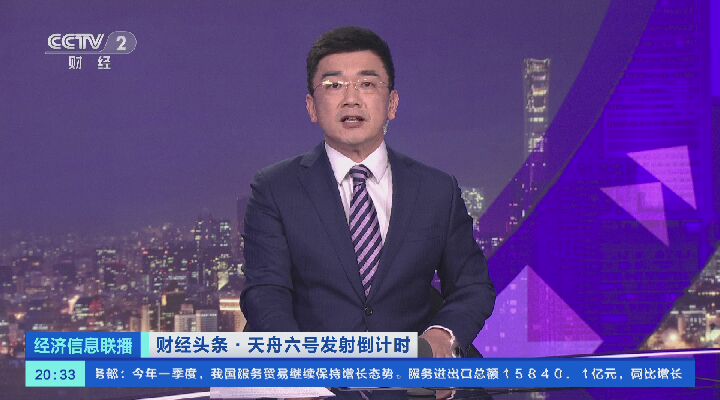 CCTV 2
财经
经济信息联播
财经头条·天舟六号发射倒计时
20:33
务部：今年一季度，我国服务贸易继续保持增长态势。服务进出口总额15840．1亿元，同比增长